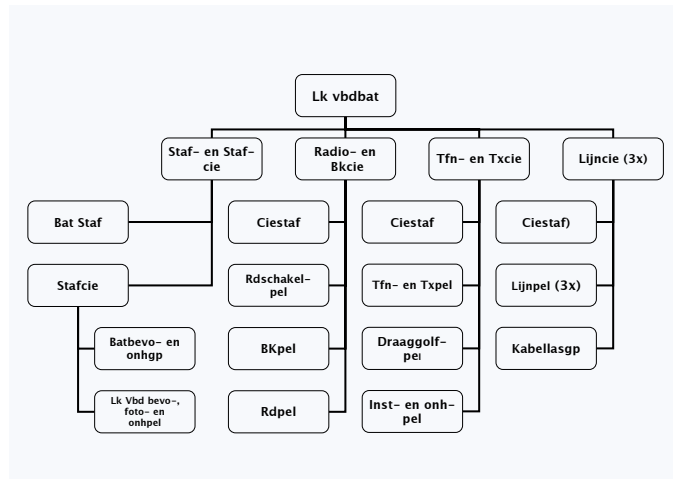 Lk vbdbat
Staf- en Staf-
cie
Radio- en
Bkcie
Tfn- en Txcie
Lijncie (3x)
Bat Staf
Ciestaf
Ciestaf
Ciestaf)
Stafcie
Rdschakel-
pel
Tfn- en Txpel
Lijnpel (3x)
Batbevo- en
onhgp
BKpel
Draaggolf-
pel
Kabellasgp
Lk Vbd bevo-,
foto- en
onhpel
Rdpel
Inst- en onh-
pel